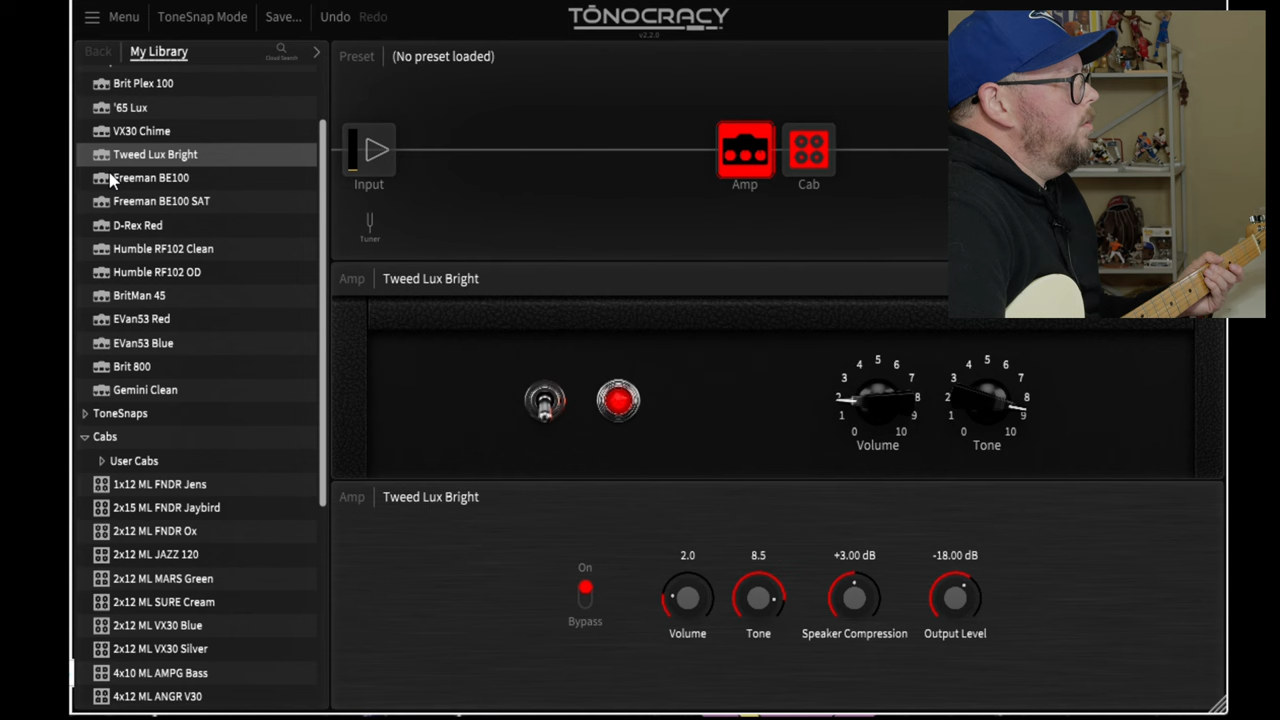 Menu
ToneSnap Mode
Save...
Undo
Redo
TŌNOCRACY
v2.2.0
Back
My Library
Cloud Search
Preset
(No preset loaded)
Brit Plex 100
'65 Lux
VX30 Chime
Tweed Lux Bright
Freeman BE100
Freeman BE100 SAT
D-Rex Red
Humble RF102 Clean
Humble RF102 OD
BritMan 45
EVan53 Red
EVan53 Blue
Brit 800
Gemini Clean
ToneSnaps
Cabs
User Cabs
1x12 ML FNDR Jens
2x15 ML FNDR Jaybird
2x12 ML FNDR Ox
2x12 ML JAZZ 120
2x12 ML MARS Green
2x12 ML SURE Cream
2x12 ML VX30 Blue
2x12 ML VX30 Silver
4x10 ML AMPG Bass
4x12 ML ANGR V30
Input
Amp
Cab
Tuner
Amp
Tweed Lux Bright
0 1 2 3 4 5 6 7 8 9 10
Volume
0 1 2 3 4 5 6 7 8 9 10
Tone
Amp
Tweed Lux Bright
On
Bypass
2.0
Volume
8.5
Tone
+3.00 dB
Speaker Compression
-18.00 dB
Output Level